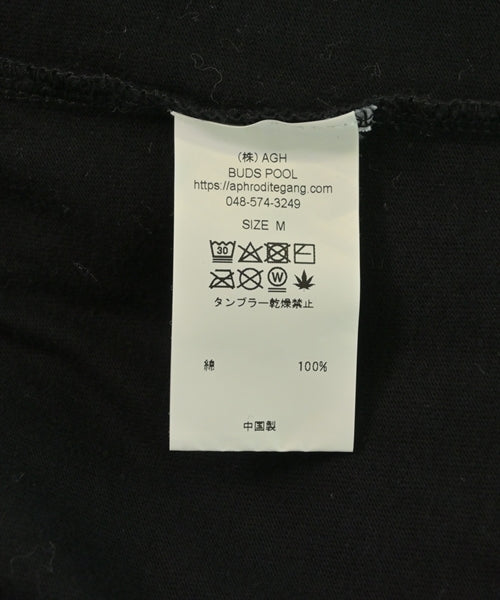 (株) AGH
BUDS POOL
https://aphroditegang.com
048-574-3249
SIZE M
30
W
タンブラー乾燥禁止
綿 100%
中国製